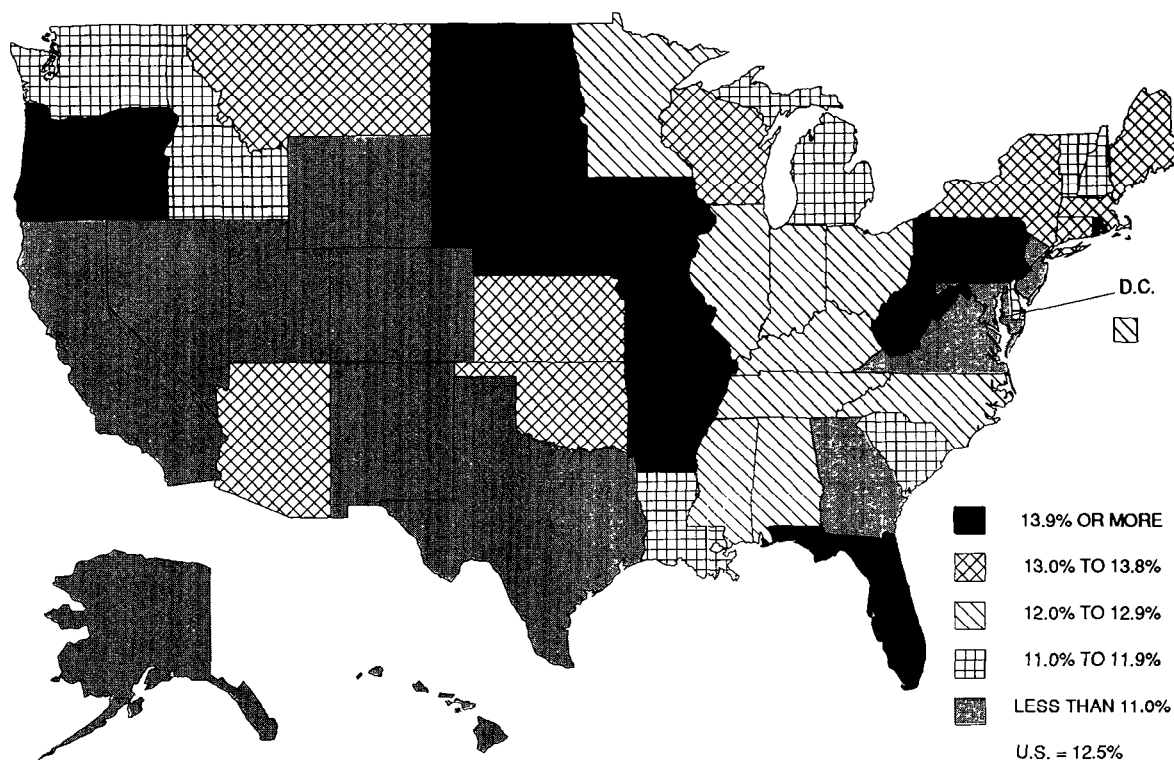 D.C.
13.9% OR MORE
13.0% TO 13.8%
12.0% TO 12.9%
11.0% TO 11.9%
LESS THAN 11.0%
U.S. = 12.5%